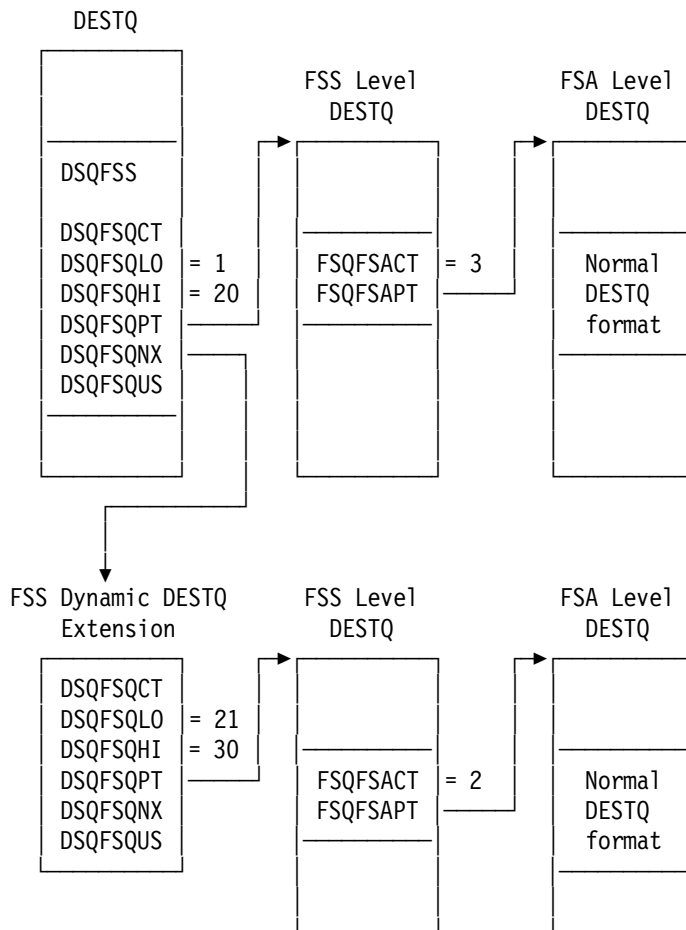 DESTQ
FSS Level FSA Level
DESTQ DESTQ
DSQFSS
DSQFSQCT
DSQFSQLO = 1 FSQFSACT = 3 Normal
DSQFSQHI = 20 FSQFSAPT DESTQ
DSQFSQPT format
DSQFSQNX
DSQFSQUS
FSS Dynamic DESTQ FSS Level FSA Level
Extension DESTQ DESTQ
DSQFSQCT
DSQFSQLO = 21
DSQFSQHI = 30
DSQFSQPT FSQFSACT = 2 Normal
DSQFSQNX FSQFSAPT DESTQ
DSQFSQUS format